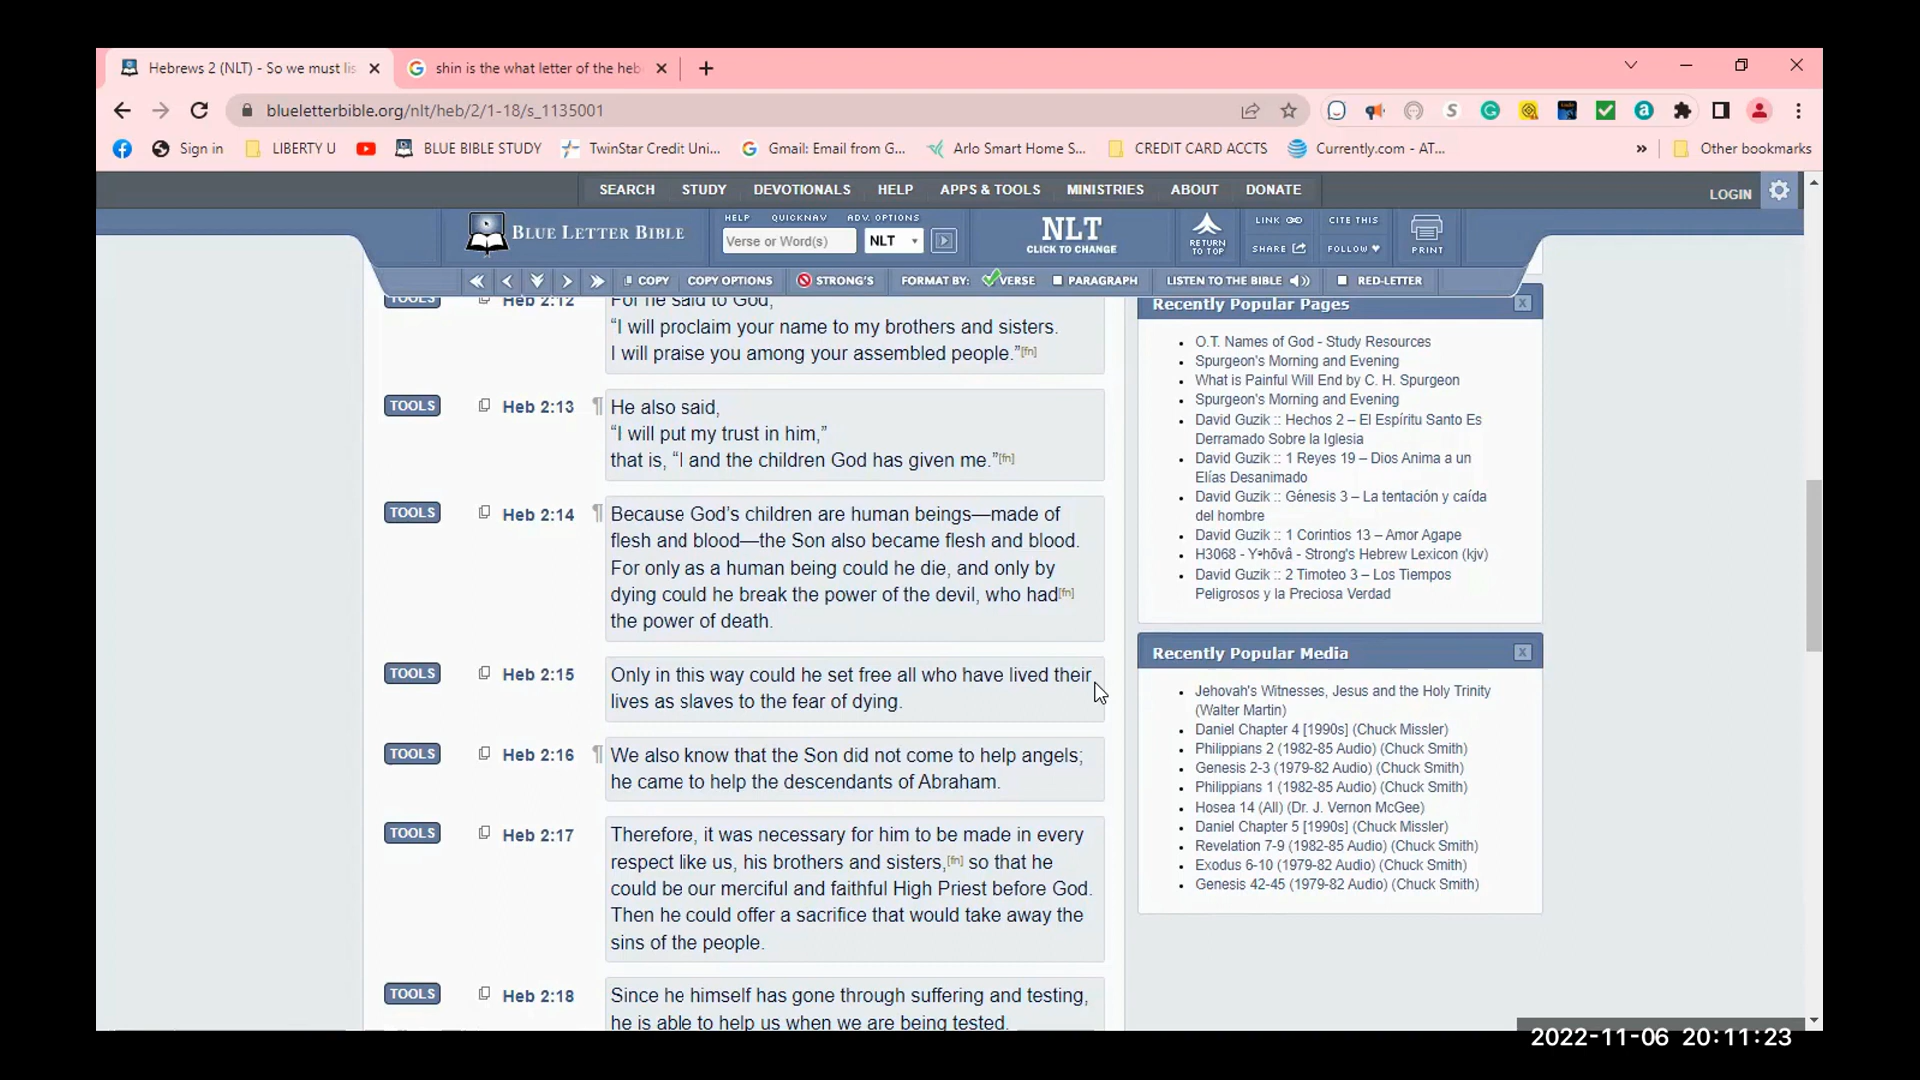 Hebrews 2 (NLT) - So we must lis
shin is the what letter of the heb
blueletterbible.org/nlt/heb/2/1-18/s_1135001
Sign in
LIBERTY U
BLUE BIBLE STUDY
TwinStar Credit Uni...
Gmail: Email from G...
Arlo Smart Home S...
CREDIT CARD ACCTS
Currently.com - AT...
»
Other bookmarks
SEARCH STUDY DEVOTIONALS HELP APPS & TOOLS MINISTRIES ABOUT DONATE
LOGIN
BLUE LETTER BIBLE
HELP QUICKNAV ADV. OPTIONS
Verse or Word(s)
NLT
NLT
CLICK TO CHANGE
RETURN
TO TOP
LINK
CITE THIS
SHARE
FOLLOW
PRINT
COPY COPY OPTIONS STRONG'S FORMAT BY: VERSE PARAGRAPH LISTEN TO THE BIBLE RED-LETTER
TOOLS Heb 2:12 For he said to God,
“I will proclaim your name to my brothers and sisters.
I will praise you among your assembled people.”[fn]
TOOLS Heb 2:13 ¶ He also said,
“I will put my trust in him,”
that is, “I and the children God has given me.”[fn]
TOOLS Heb 2:14 ¶ Because God’s children are human beings—made of
flesh and blood—the Son also became flesh and blood.
For only as a human being could he die, and only by
dying could he break the power of the devil, who had[fn]
the power of death.
TOOLS Heb 2:15 Only in this way could he set free all who have lived their
lives as slaves to the fear of dying.
TOOLS Heb 2:16 ¶ We also know that the Son did not come to help angels;
he came to help the descendants of Abraham.
TOOLS Heb 2:17 Therefore, it was necessary for him to be made in every
respect like us, his brothers and sisters,[fn] so that he
could be our merciful and faithful High Priest before God.
Then he could offer a sacrifice that would take away the
sins of the people.
TOOLS Heb 2:18 Since he himself has gone through suffering and testing,
he is able to help us when we are being tested.
Recently Popular Pages
O.T. Names of God - Study Resources
Spurgeon's Morning and Evening
What is Painful Will End by C. H. Spurgeon
Spurgeon's Morning and Evening
David Guzik :: Hechos 2 – El Espíritu Santo Es
Derramado Sobre la Iglesia
David Guzik :: 1 Reyes 19 – Dios Anima a un
Elías Desanimado
David Guzik :: Génesis 3 – La tentación y caída
del hombre
David Guzik :: 1 Corintios 13 – Amor Agape
H3068 - Yᵊhōvâ - Strong's Hebrew Lexicon (kjv)
David Guzik :: 2 Timoteo 3 – Los Tiempos
Peligrosos y la Preciosa Verdad
Recently Popular Media
Jehovah's Witnesses, Jesus and the Holy Trinity
(Walter Martin)
Daniel Chapter 4 [1990s] (Chuck Missler)
Philippians 2 (1982-85 Audio) (Chuck Smith)
Genesis 2-3 (1979-82 Audio) (Chuck Smith)
Philippians 1 (1982-85 Audio) (Chuck Smith)
Hosea 14 (All) (Dr. J. Vernon McGee)
Daniel Chapter 5 [1990s] (Chuck Missler)
Revelation 7-9 (1982-85 Audio) (Chuck Smith)
Exodus 6-10 (1979-82 Audio) (Chuck Smith)
Genesis 42-45 (1979-82 Audio) (Chuck Smith)
2022-11-06 20:11:23